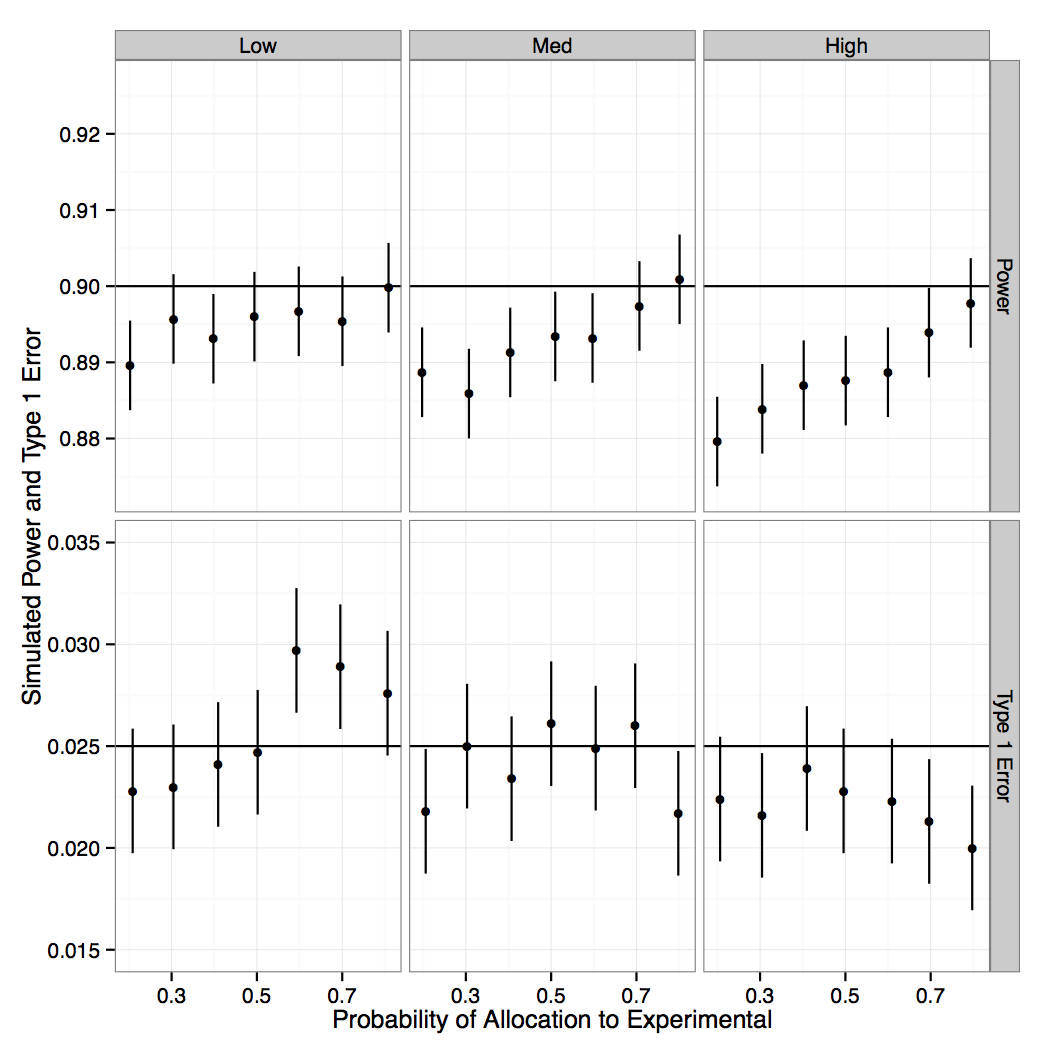 Low Med High
0.92
0.91
0.90
0.89
0.88
Power
0.035
0.030
0.025
0.020
0.015
Type 1 Error
Simulated Power and Type 1 Error
0.3 0.5 0.7 0.3 0.5 0.7 0.3 0.5 0.7
Probability of Allocation to Experimental